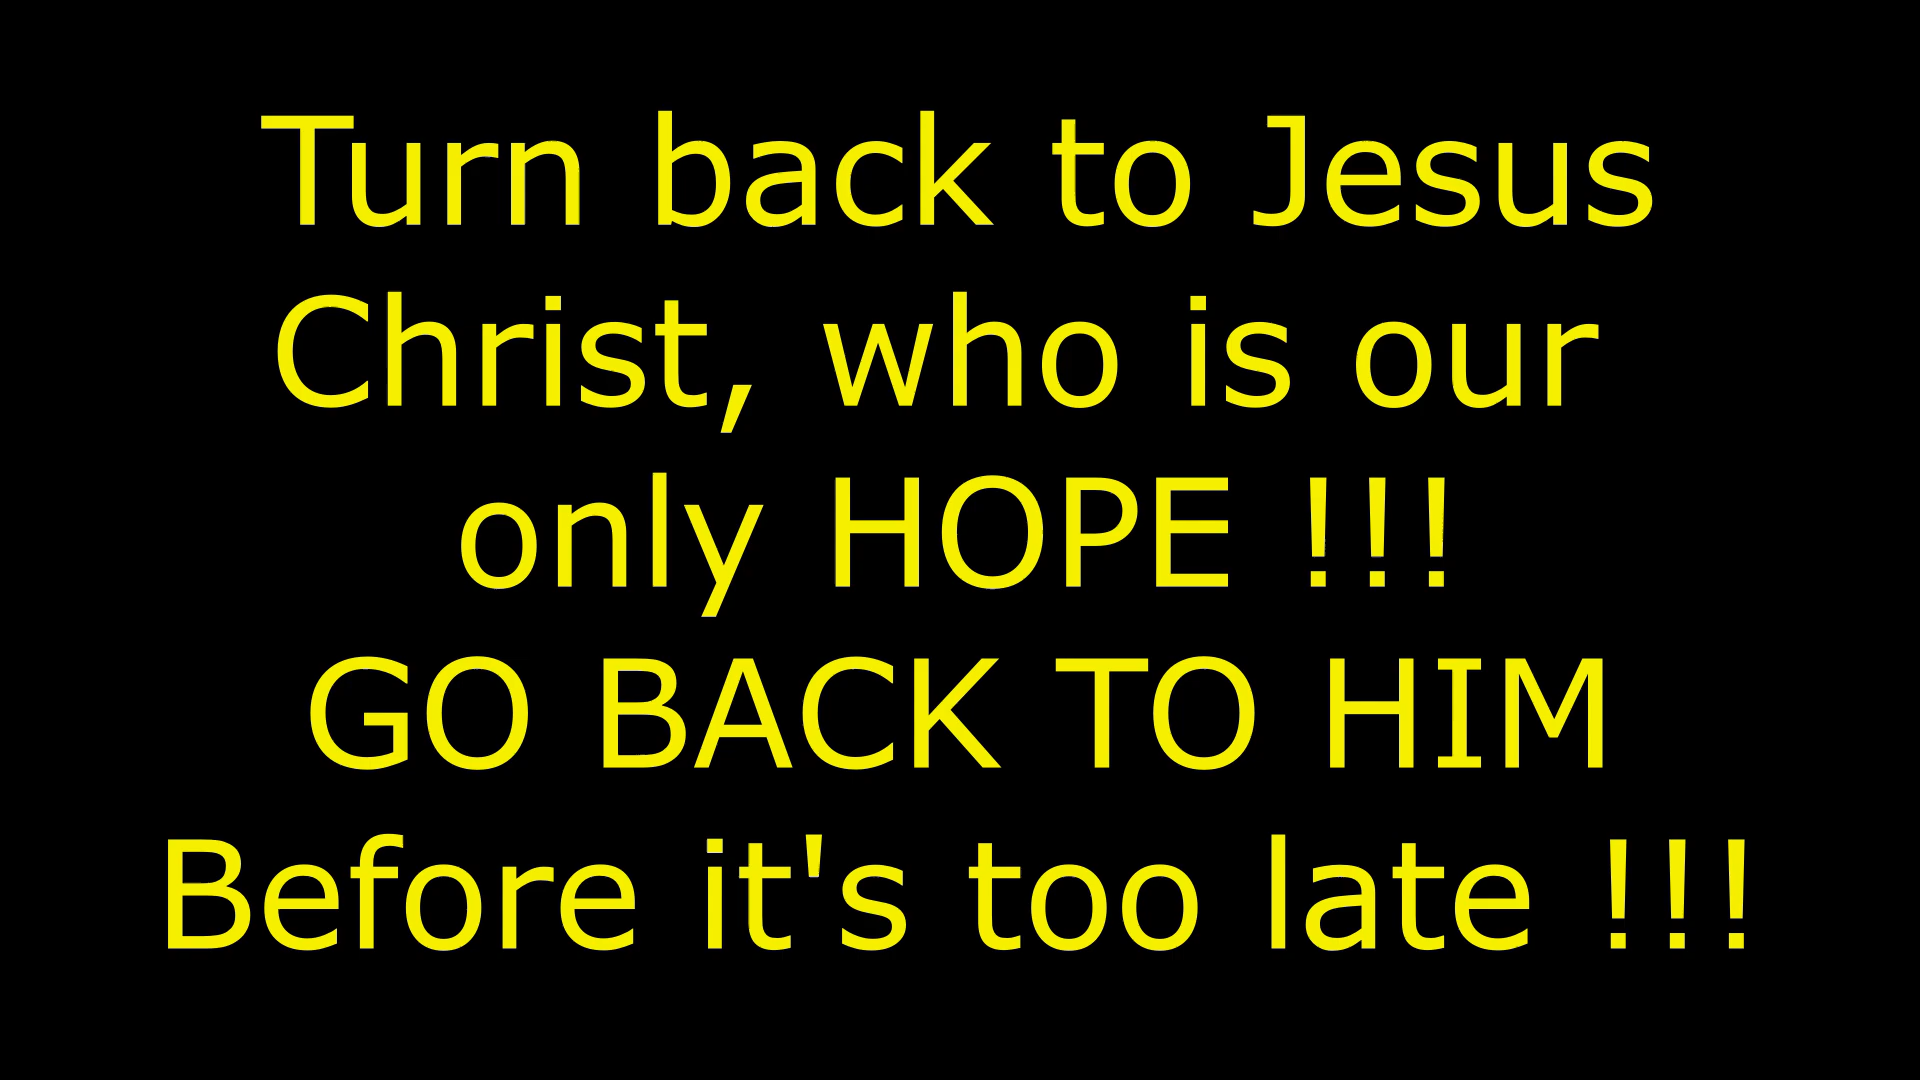 Turn back to Jesus
Christ, who is our
only HOPE !!!
GO BACK TO HIM
Before it's too late !!!